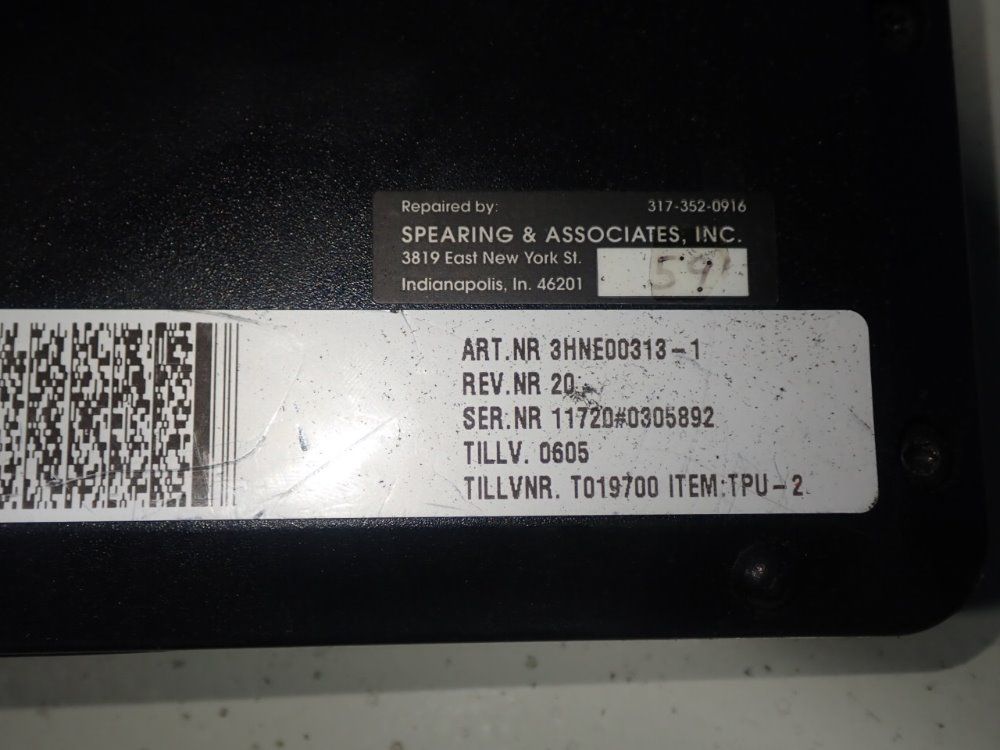 Repaired by: 317-352-0916
SPEARING & ASSOCIATES, INC.
3819 East New York St.
Indianapolis, In. 46201
ART.NR 3HNE00313-1
REV.NR 20
SER.NR 11720#0305892
TILLV. 0605
TILLVNR. T019700 ITEM:TPU-2